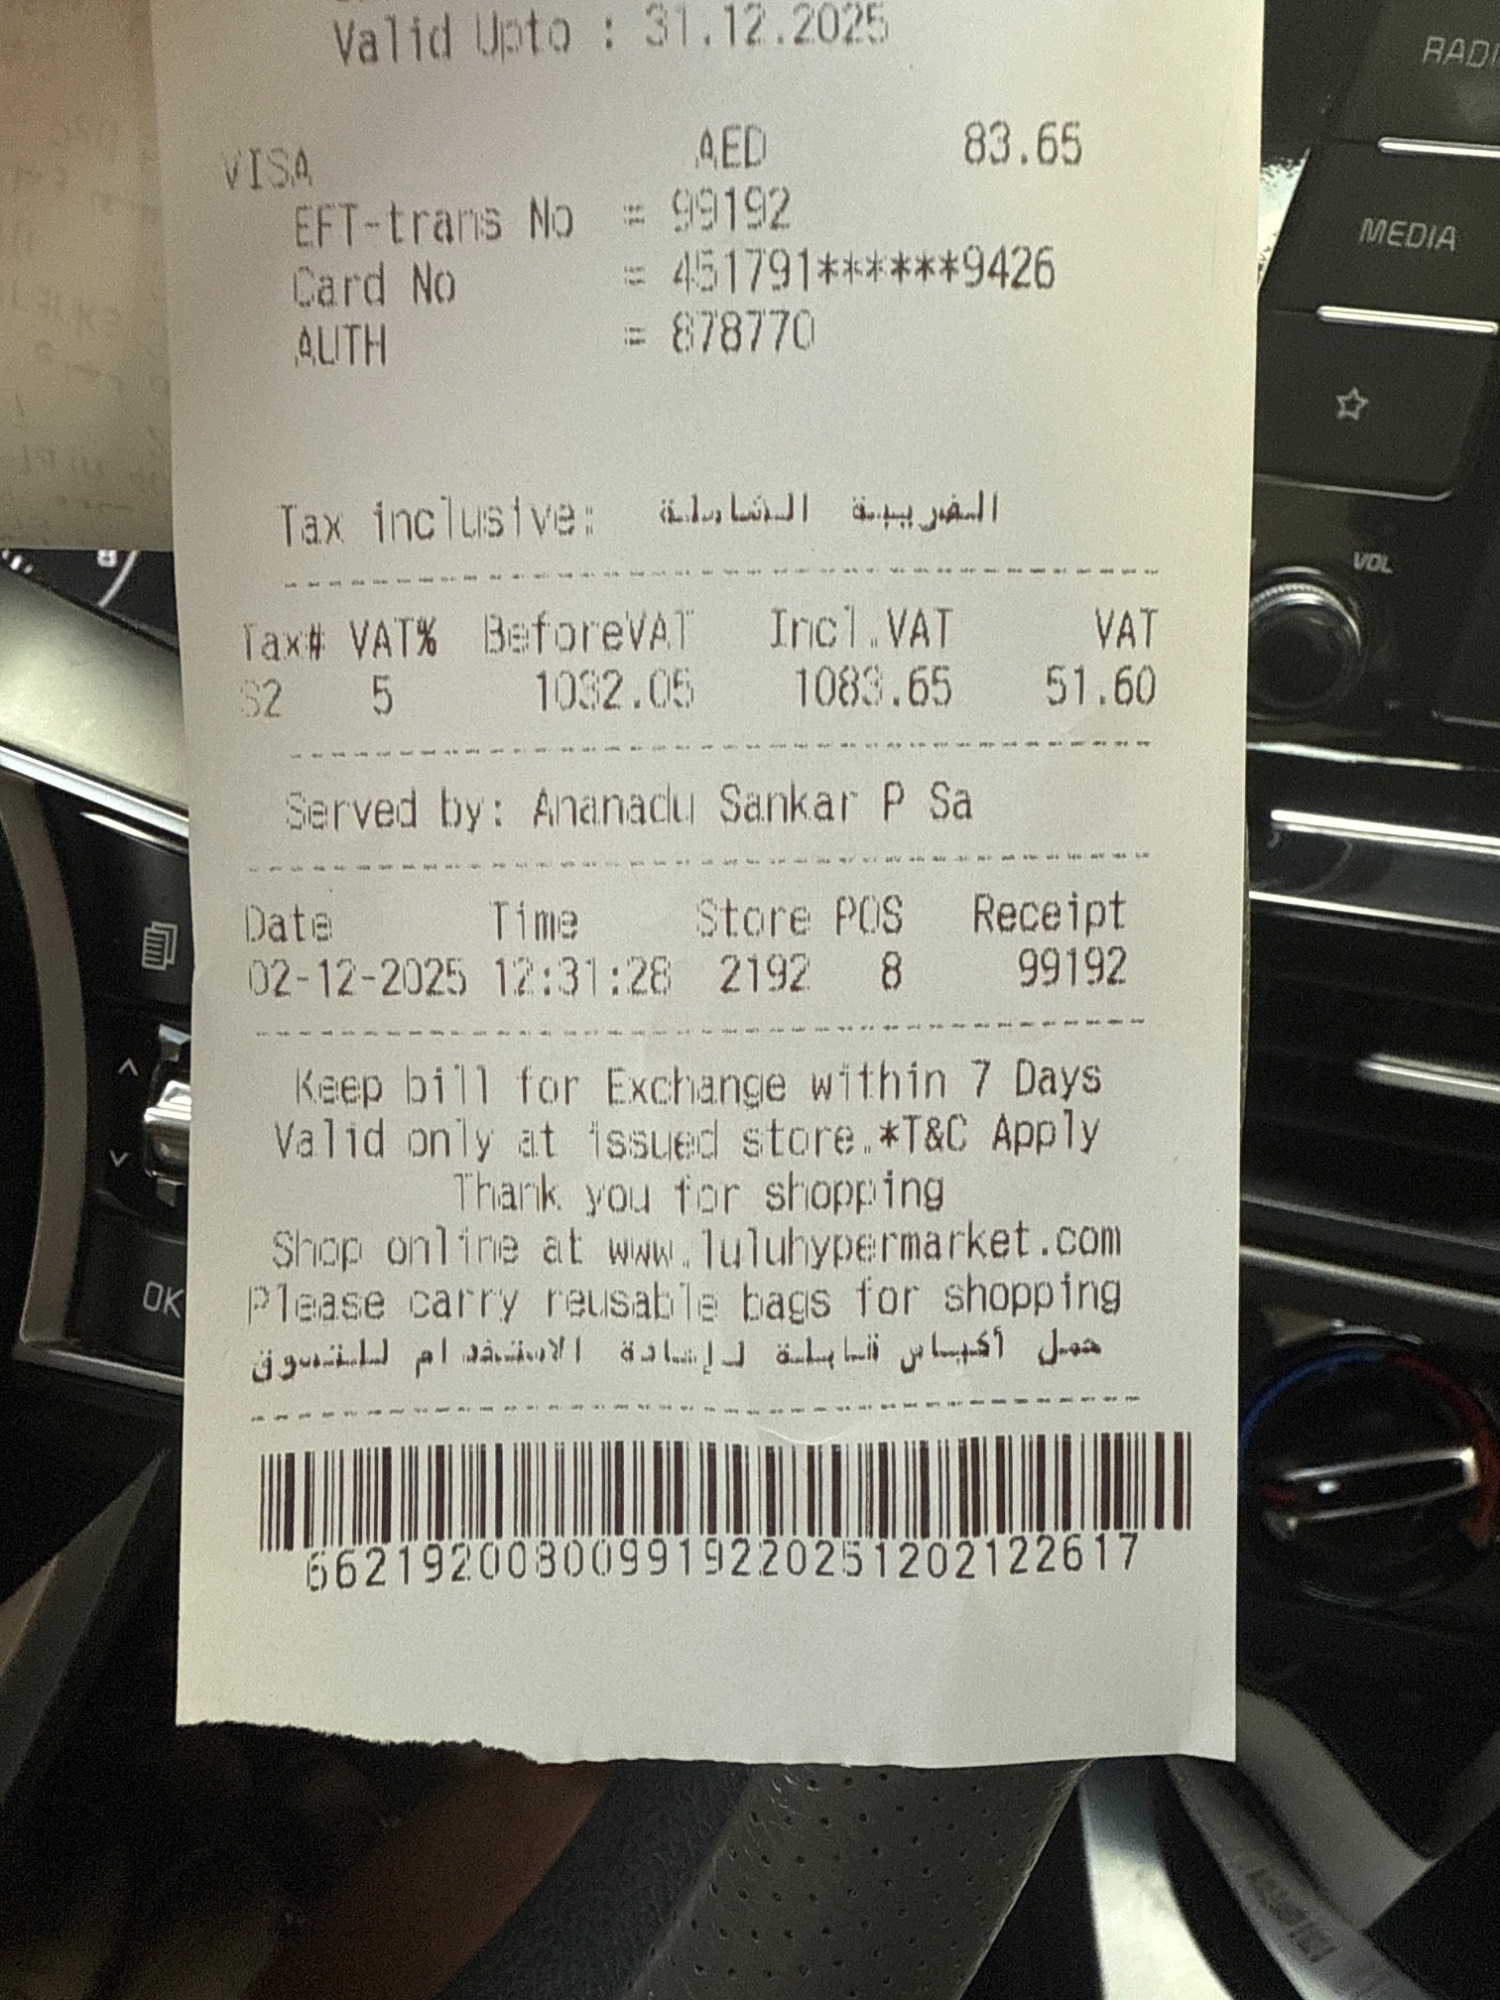 Valid Upto : 31.12.2025
VISA AED 83.65
EFT-trans No = 99192
Card No = 451791******9426
AUTH = 878770
Tax inclusive: الضريبة الشاملة
Tax# VAT% BeforeVAT Incl.VAT VAT
S2 5 1032.05 1083.65 51.60
Served by: Ananadu Sankar P Sa
Date Time Store POS Receipt
02-12-2025 12:31:28 2192 8 99192
Keep bill for Exchange within 7 Days
Valid only at issued store.*T&C Apply
Thank you for shopping
Shop online at www.luluhypermarket.com
Please carry reusable bags for shopping
حمل أكياس قابلة لإعادة الاستخدام للتسوق
662192008009919220251202122617
RADI
MEDIA
VOL
OK